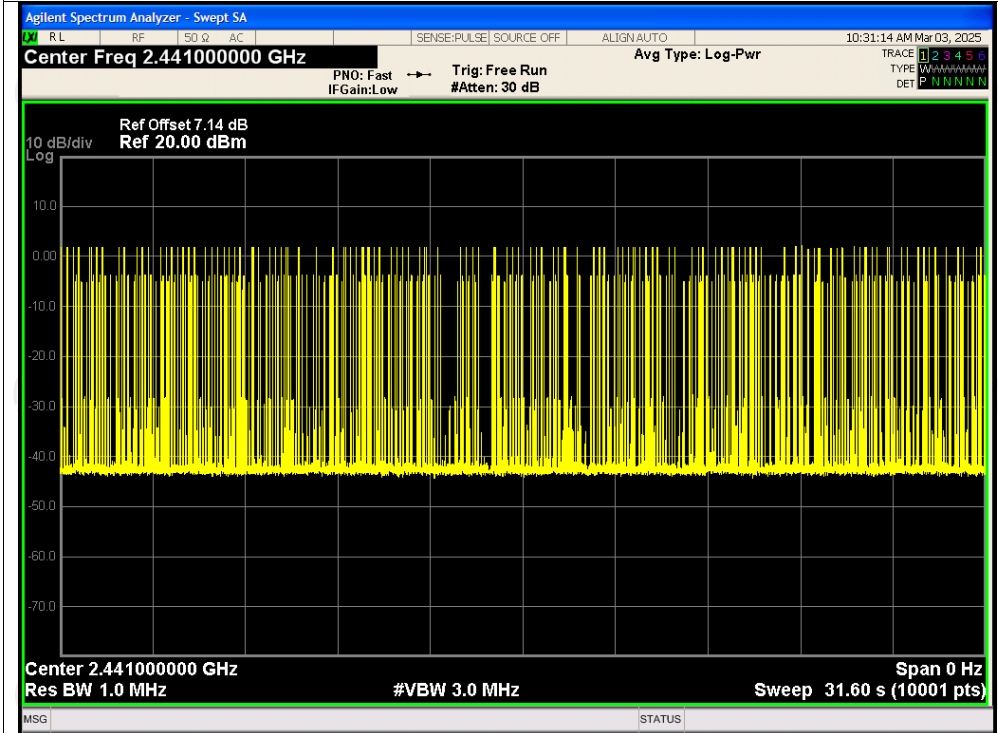 Agilent Spectrum Analyzer - Swept SA
LXI RL RF 50 Ω AC SENSE:PULSE SOURCE OFF ALIGN AUTO 10:31:14 AM Mar 03, 2025
Center Freq 2.441000000 GHz Avg Type: Log-Pwr TRACE 1 2 3 4 5 6
PNO: Fast Trig: Free Run TYPE WWWWWW
IFGain:Low #Atten: 30 dB DET P N N N N N
Ref Offset 7.14 dB
10 dB/div Ref 20.00 dBm
Log
10.0
0.00
-10.0
-20.0
-30.0
-40.0
-50.0
-60.0
-70.0
Center 2.441000000 GHz Span 0 Hz
Res BW 1.0 MHz #VBW 3.0 MHz Sweep 31.60 s (10001 pts)
MSG STATUS